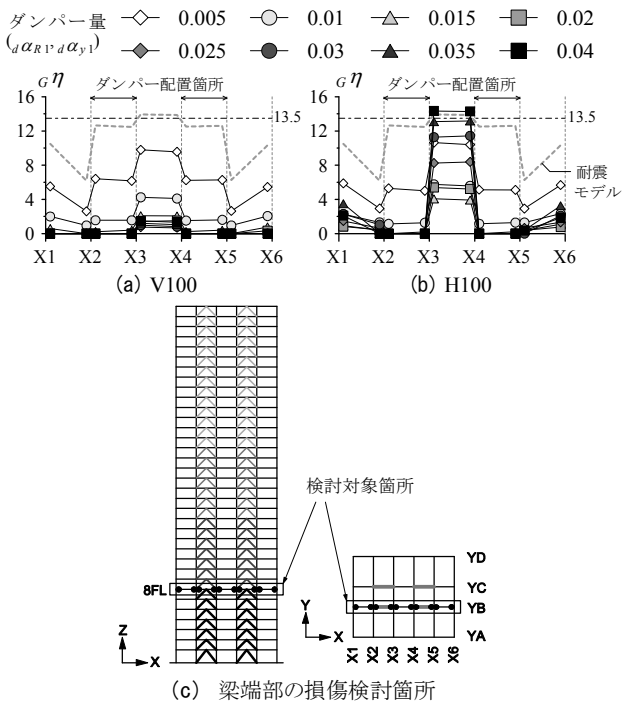 ダンパー量 0.005 0.01 0.015 0.02
(dαR1, dαy1) 0.025 0.03 0.035 0.04
Gη ダンパー配置箇所
16
12
8
4
0
13.5
X1 X2 X3 X4 X5 X6
(a) V100
Gη ダンパー配置箇所
16
12
8
4
0
13.5
耐震
モデル
X1 X2 X3 X4 X5 X6
(b) H100
検討対象箇所
8FL
Z
X
YD
YC
YB
YA
Y
X
X1 X2 X3 X4 X5 X6
(c) 梁端部の損傷検討箇所